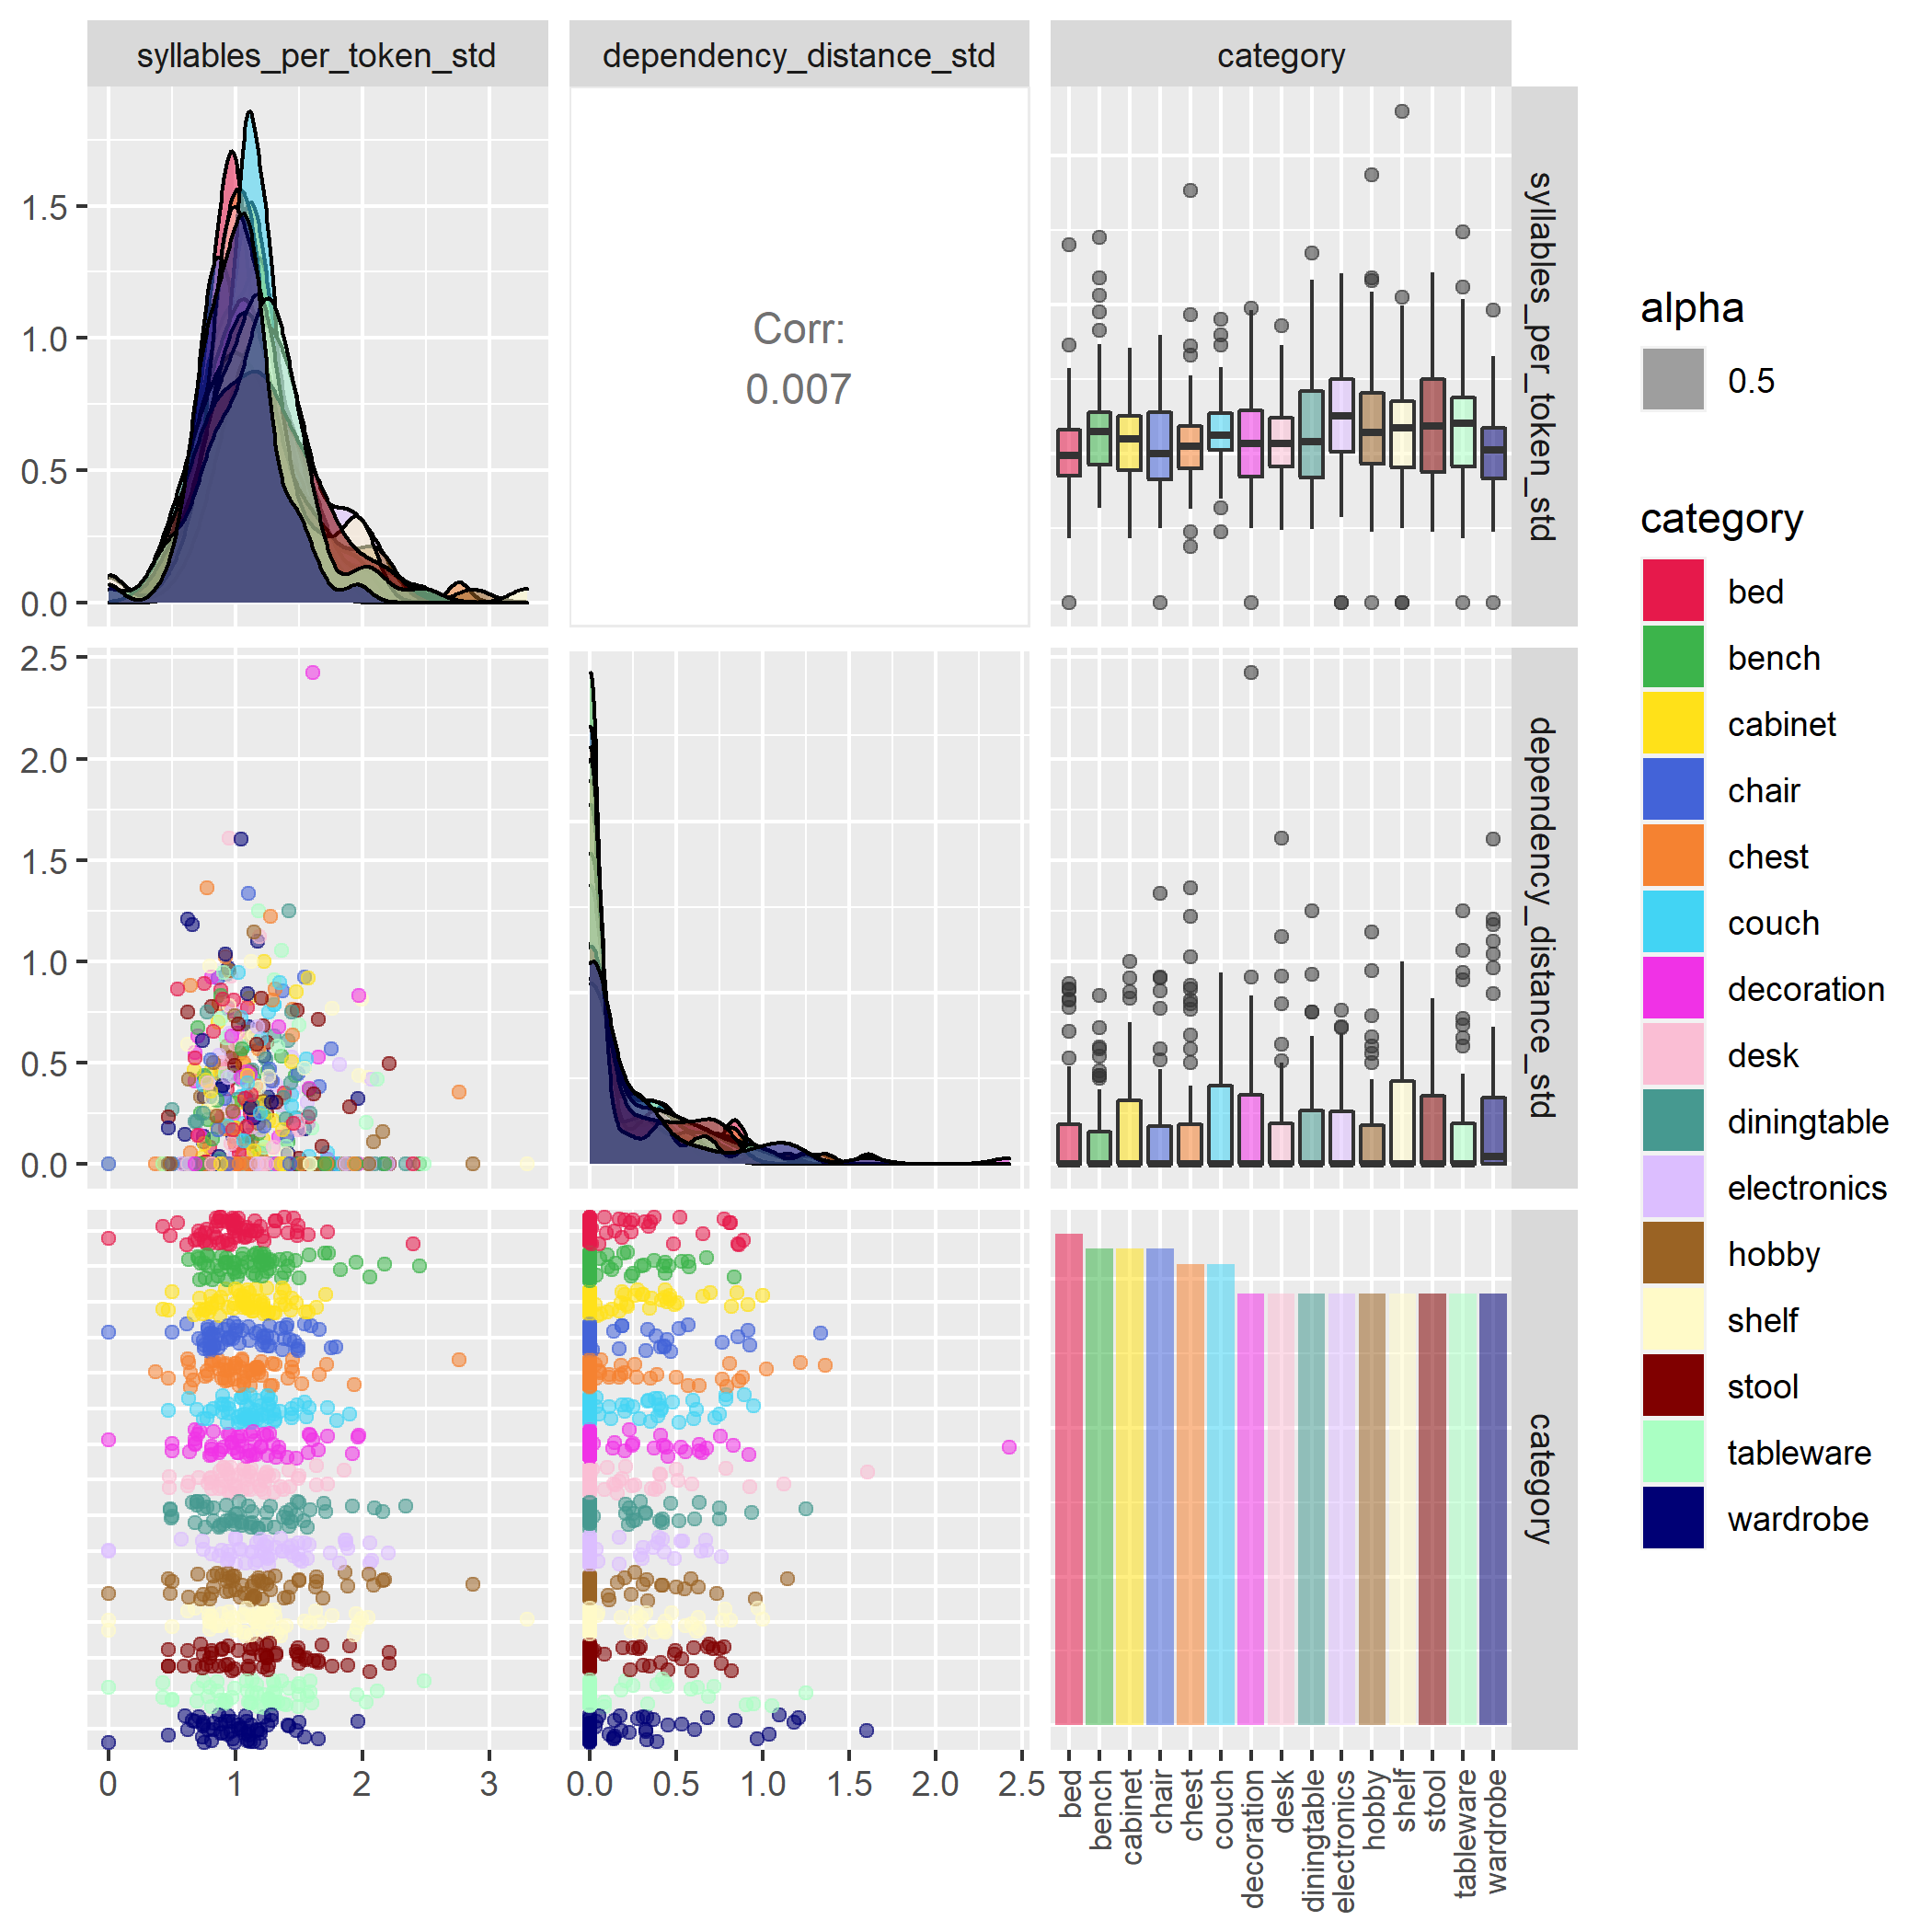 syllables_per_token_std
dependency_distance_std
category
1.5
1.0
0.5
0.0
Corr:
0.007
syllables_per_token_std
2.5
2.0
1.5
1.0
0.5
0.0
dependency_distance_std
category
0
1
2
3
0.0
0.5
1.0
1.5
2.0
2.5
bed
bench
cabinet
chair
chest
couch
decoration
desk
diningtable
electronics
hobby
shelf
stool
tableware
wardrobe
alpha
0.5
category
bed
bench
cabinet
chair
chest
couch
decoration
desk
diningtable
electronics
hobby
shelf
stool
tableware
wardrobe